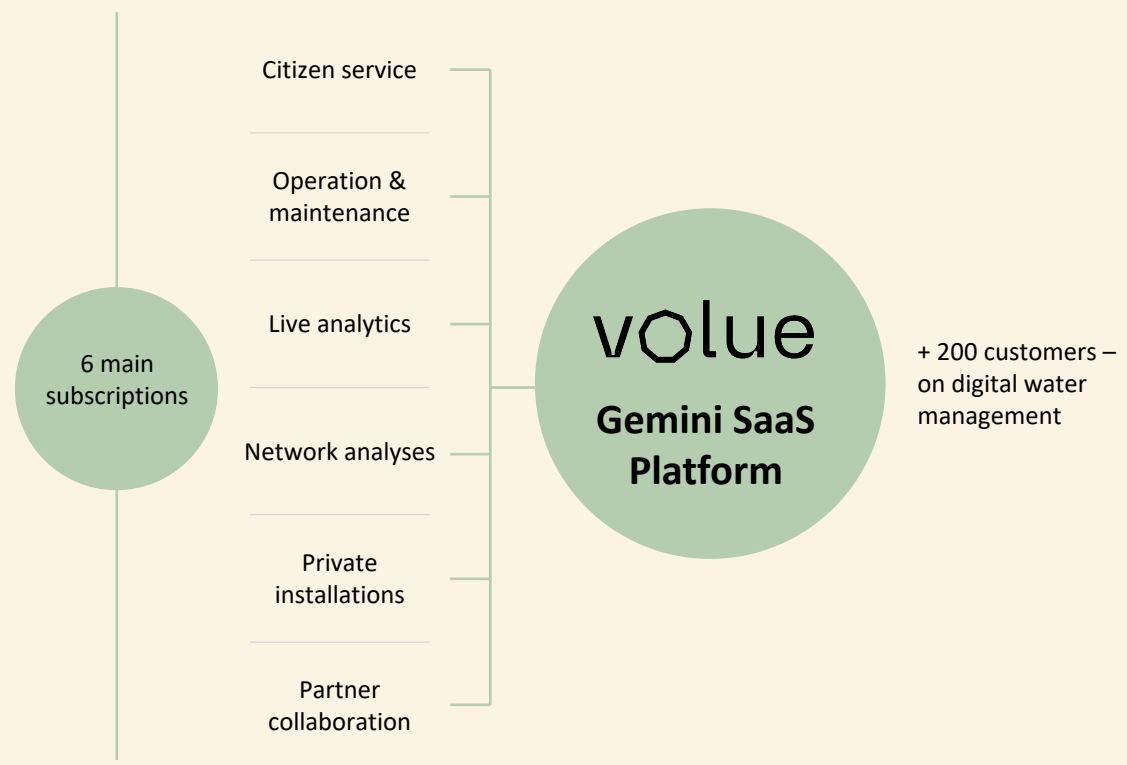 6 main
subscriptions
Citizen service
Operation &
maintenance
Live analytics
Network analyses
Private
installations
Partner
collaboration
volue
Gemini SaaS
Platform
+ 200 customers –
on digital water
management